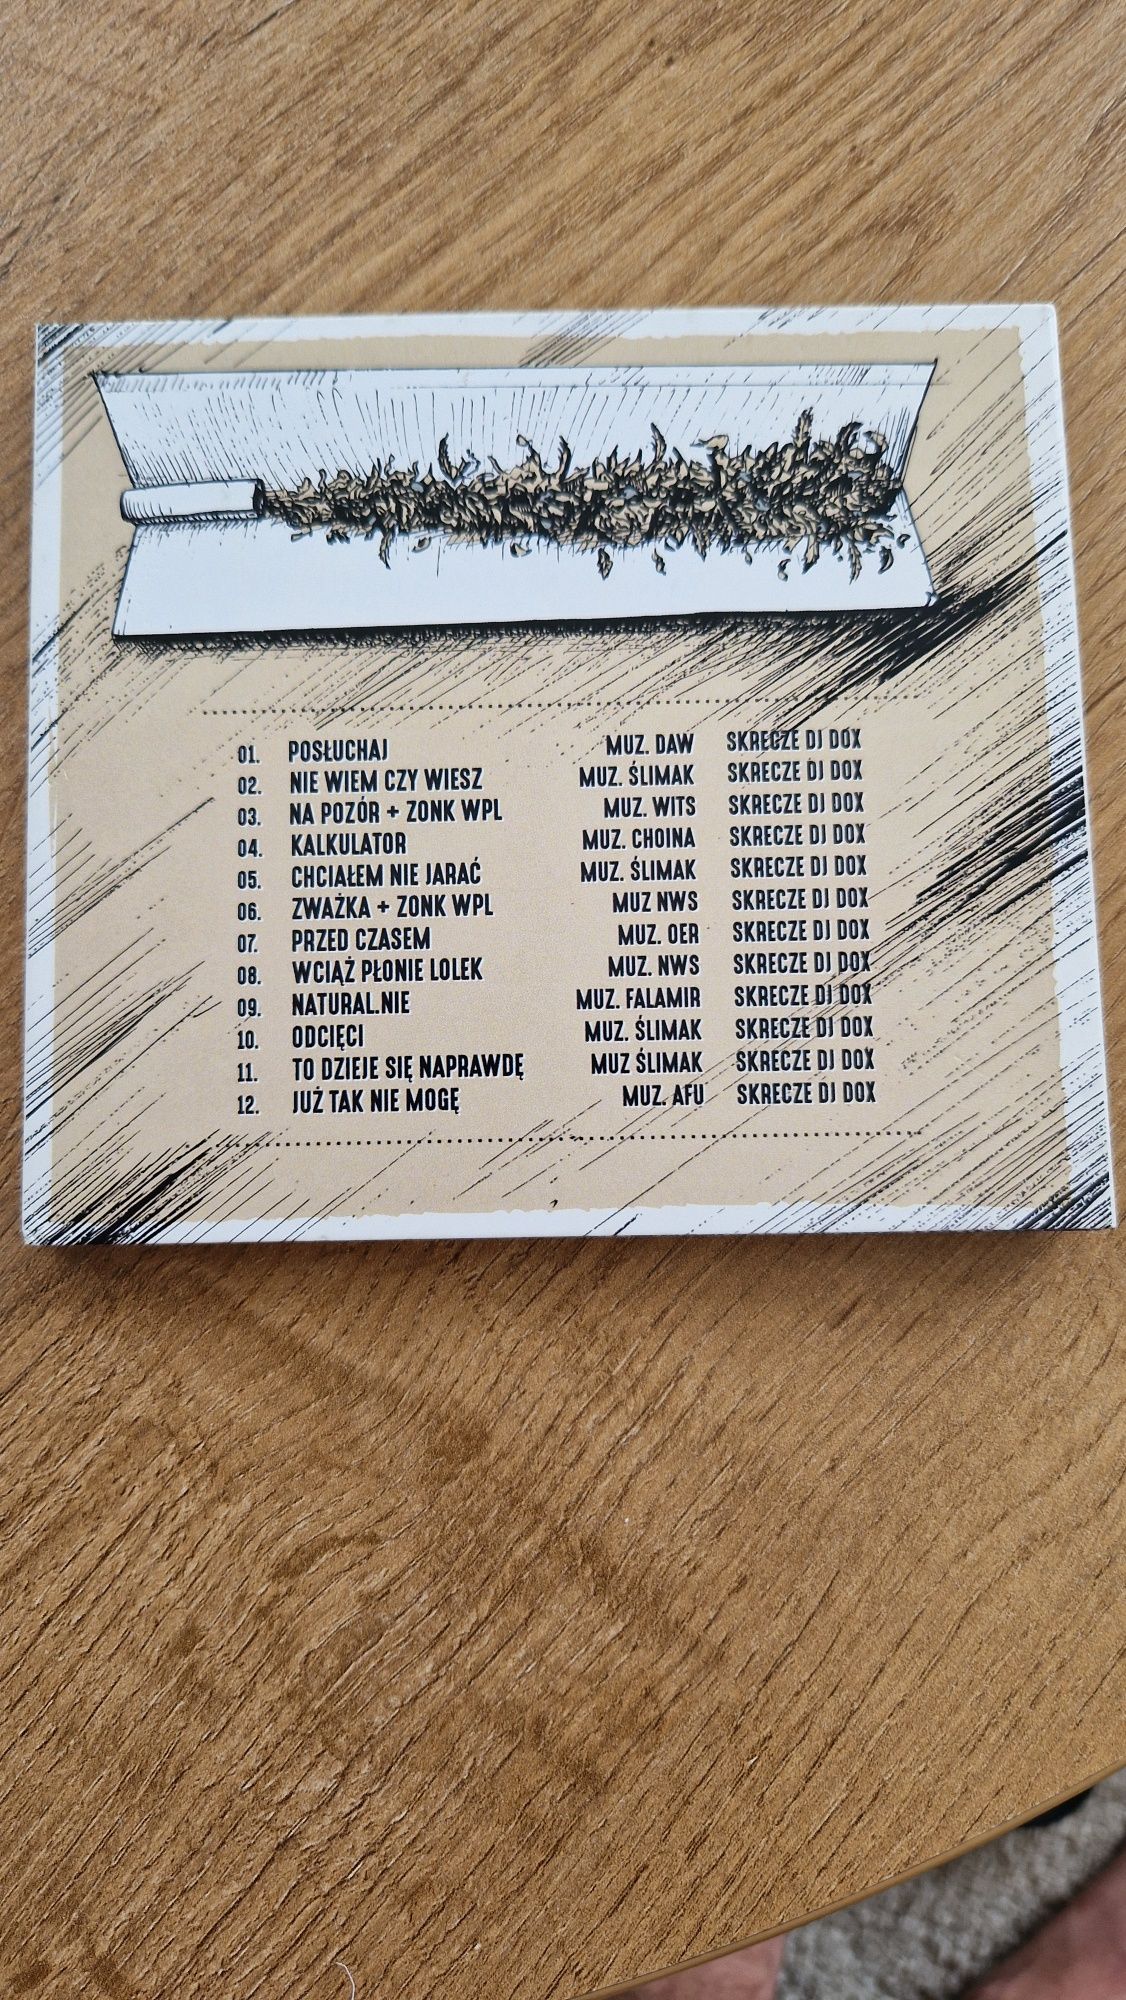 01. POSŁUCHAJ MUZ. DAW SKRECZE DJ DOX
02. NIE WIEM CZY WIESZ MUZ. ŚLIMAK SKRECZE DJ DOX
03. NA POZÓR + ZONK WPL MUZ. WITS SKRECZE DJ DOX
04. KALKULATOR MUZ. CHOINA SKRECZE DJ DOX
05. CHCIAŁEM NIE JARAĆ MUZ. ŚLIMAK SKRECZE DJ DOX
06. ZWAŻKA + ZONK WPL MUZ NWS SKRECZE DJ DOX
07. PRZED CZASEM MUZ. OER SKRECZE DJ DOX
08. WCIĄŻ PŁONIE LOLEK MUZ. NWS SKRECZE DJ DOX
09. NATURAL.NIE MUZ. FALAMIR SKRECZE DJ DOX
10. ODCIĘCI MUZ. ŚLIMAK SKRECZE DJ DOX
11. TO DZIEJE SIĘ NAPRAWDĘ MUZ ŚLIMAK SKRECZE DJ DOX
12. JUŻ TAK NIE MOGĘ MUZ. AFU SKRECZE DJ DOX